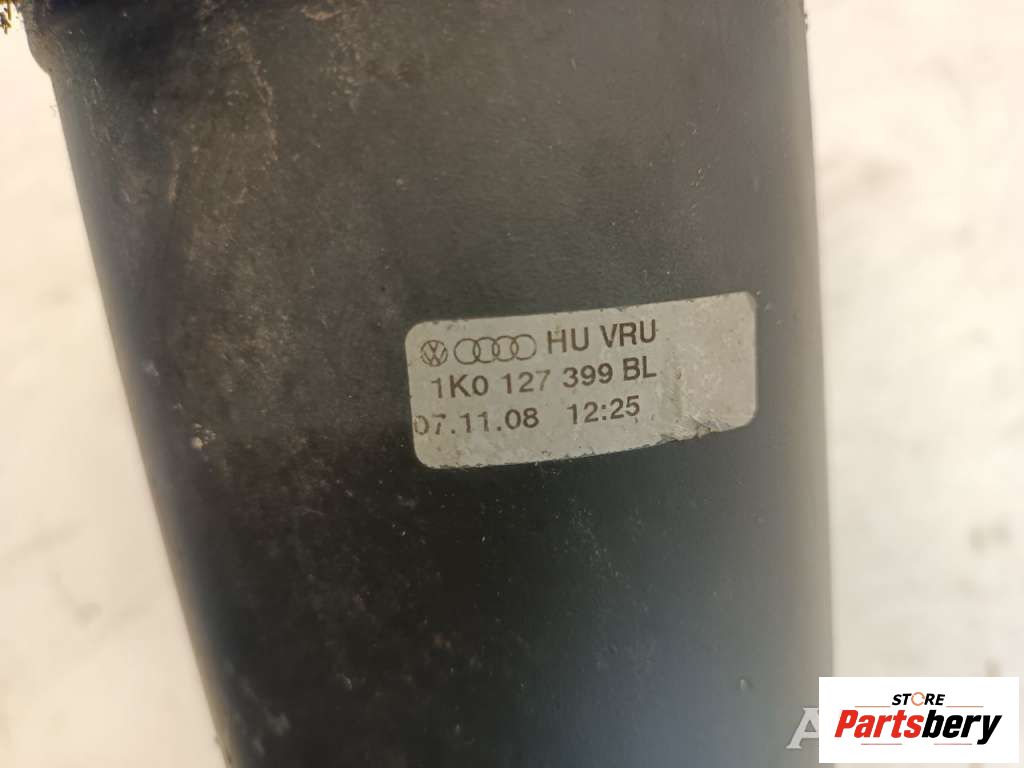 HU VRU
1K0 127 399 BL
07.11.08 12:25
STORE
Partsbery